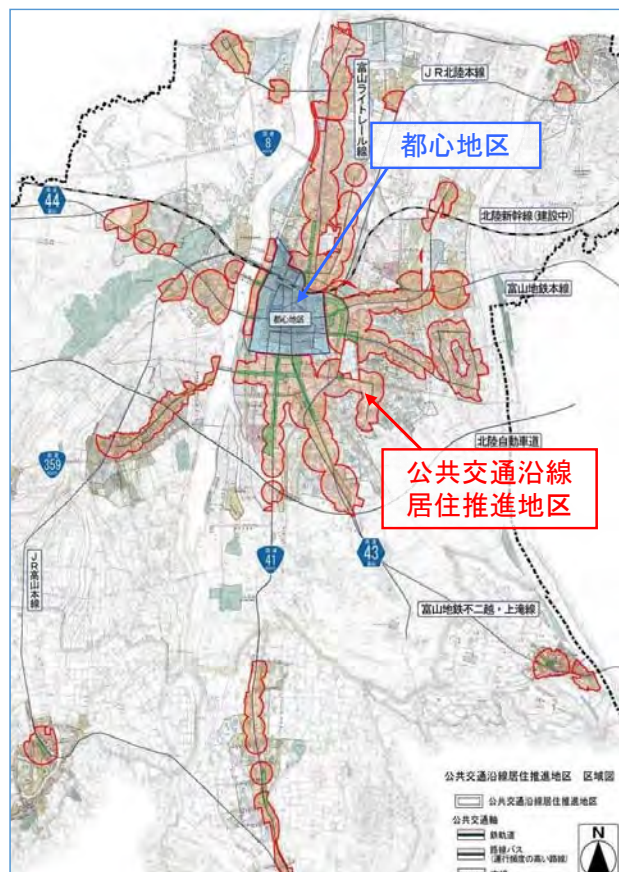 JR北陸本線
富山ライトレール線
8
都心地区
44
北陸新幹線(建設中)
富山地鉄本線
都心地区
北陸自動車道
公共交通沿線
居住推進地区
359
41
43
JR高山本線
富山地鉄不二越・上滝線
公共交通沿線居住推進地区 区域図
公共交通沿線居住推進地区
公共交通軸
鉄軌道
路線バス
(運行頻度の高い路線)
N